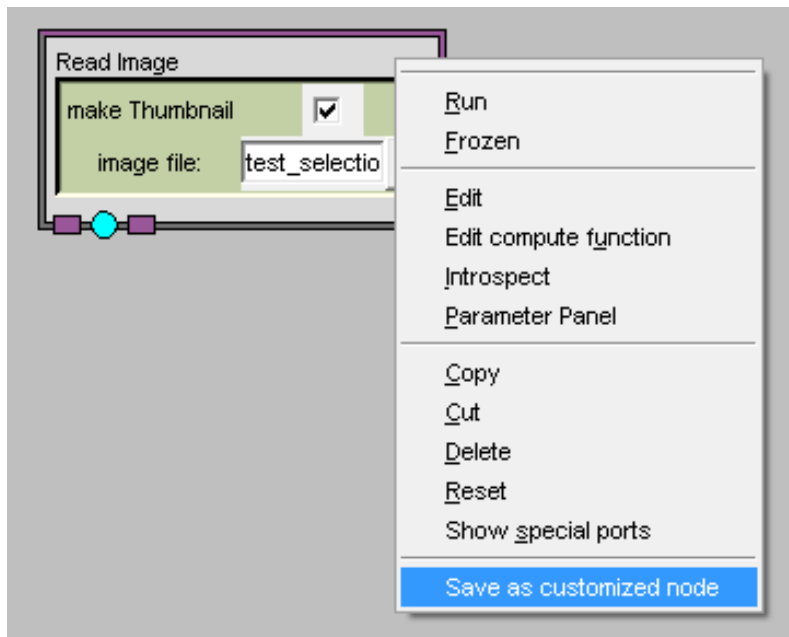 Read Image
make Thumbnail
image file: test_selectio
Run
Frozen
Edit
Edit compute function
Introspect
Parameter Panel
Copy
Cut
Delete
Reset
Show special ports
Save as customized node